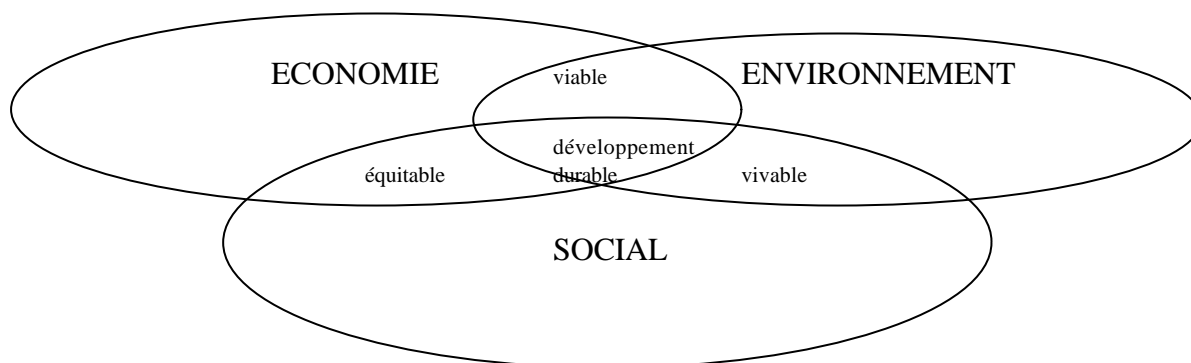 ECONOMIE
viable
ENVIRONNEMENT
développement
durable
équitable
vivable
SOCIAL